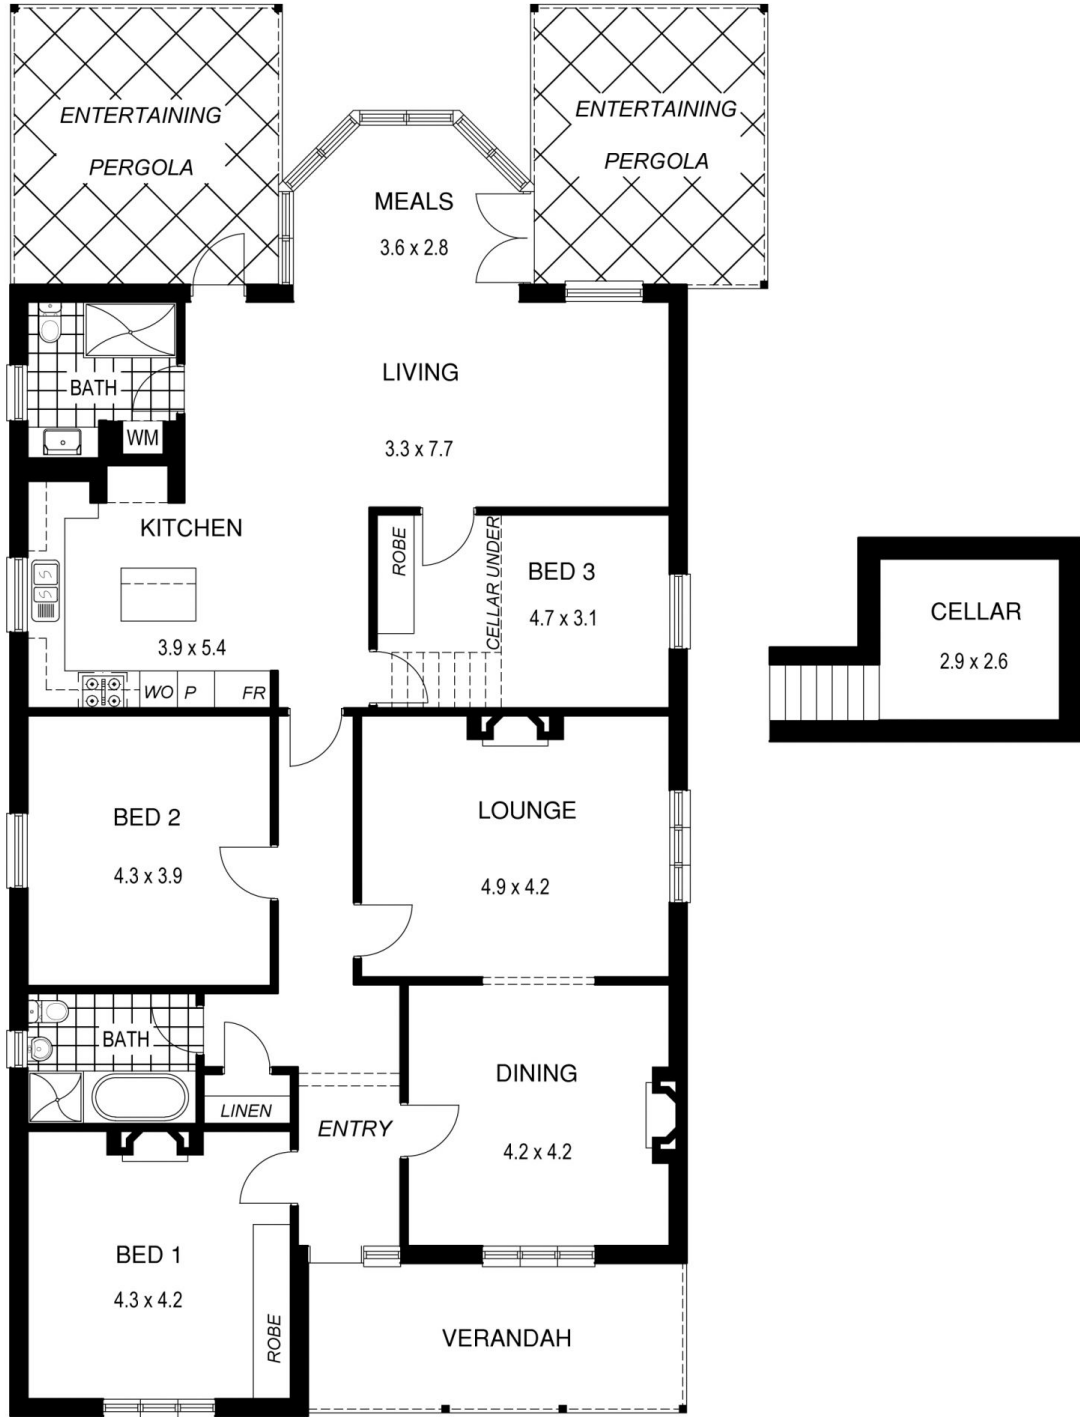 ENTERTAINING
PERGOLA
ENTERTAINING
PERGOLA
MEALS
3.6 x 2.8
LIVING
3.3 x 7.7
BATH
WM
KITCHEN
3.9 x 5.4
WO P FR
ROBE
CELLAR UNDER
BED 3
4.7 x 3.1
CELLAR
2.9 x 2.6
BED 2
4.3 x 3.9
LOUNGE
4.9 x 4.2
BATH
LINEN
ENTRY
DINING
4.2 x 4.2
BED 1
4.3 x 4.2
ROBE
VERANDAH